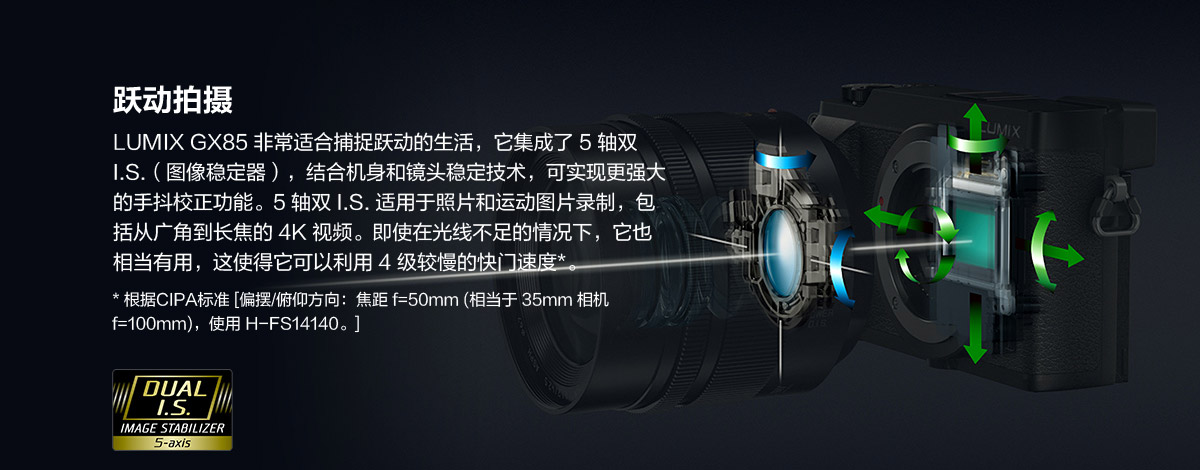 跃动拍摄
LUMIX GX85 非常适合捕捉跃动的生活，它集成了 5 轴双
I.S.（图像稳定器），结合机身和镜头稳定技术，可实现更强大
的手抖校正功能。5 轴双 I.S. 适用于照片和运动图片录制，包
括从广角到长焦的 4K 视频。即使在光线不足的情况下，它也
相当有用，这使得它可以利用 4 级较慢的快门速度*。
* 根据CIPA标准 [偏摆/俯仰方向：焦距 f=50mm (相当于 35mm 相机
f=100mm)，使用 H-FS14140。]
DUAL
I.S.
IMAGE STABILIZER
5-axis
LUMIX